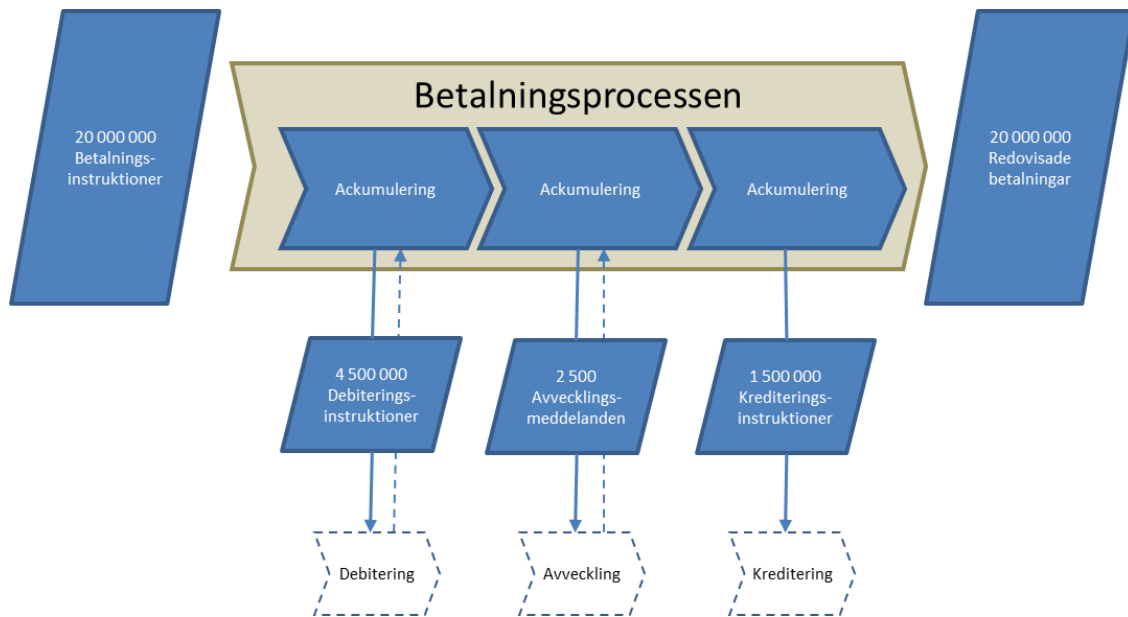 Betalningsprocessen
20 000 000
Betalnings-
instruktioner
Ackumulering
Ackumulering
Ackumulering
20 000 000
Redovisade
betalningar
4 500 000
Debiterings-
instruktioner
2 500
Avvecklings-
meddelanden
1 500 000
Krediterings-
instruktioner
Debitering
Avveckling
Kreditering